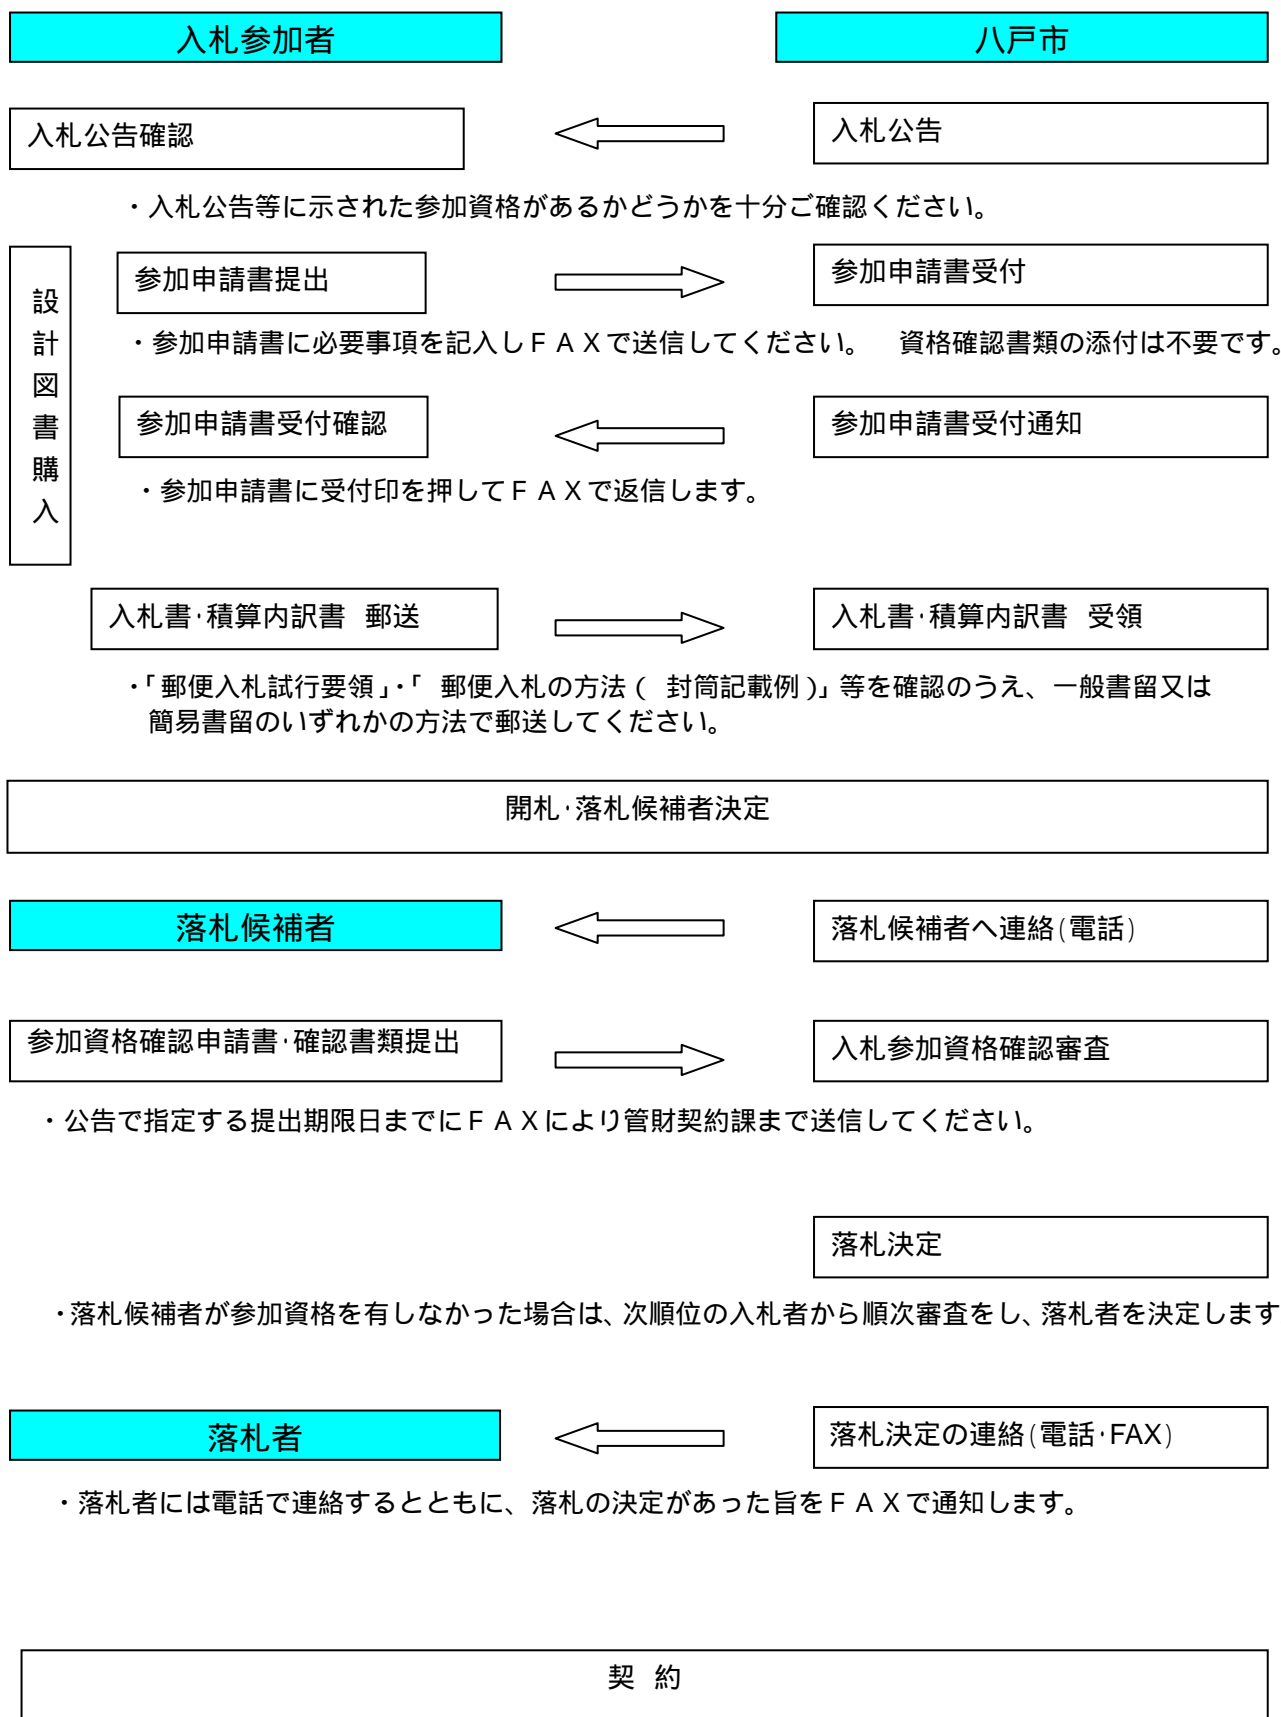 入札参加者
八戸市
入札公告確認
入札公告
・入札公告等に示された参加資格があるかどうかを十分ご確認ください。
設計図書購入
参加申請書提出
参加申請書受付
・参加申請書に必要事項を記入しＦＡＸで送信してください。　資格確認書類の添付は不要です。
参加申請書受付確認
参加申請書受付通知
・参加申請書に受付印を押してＦＡＸで返信します。
入札書・積算内訳書　郵送
入札書・積算内訳書　受領
・「郵便入札試行要領」・「 郵便入札の方法（ 封筒記載例）」等を確認のうえ、一般書留又は
簡易書留のいずれかの方法で郵送してください。
開札・落札候補者決定
落札候補者
落札候補者へ連絡(電話)
参加資格確認申請書・確認書類提出
入札参加資格確認審査
・公告で指定する提出期限日までにＦＡＸにより管財契約課まで送信してください。
落札決定
・落札候補者が参加資格を有しなかった場合は、次順位の入札者から順次審査をし、落札者を決定します
落札者
落札決定の連絡(電話・FAX)
・落札者には電話で連絡するとともに、落札の決定があった旨をＦＡＸで通知します。
契　約